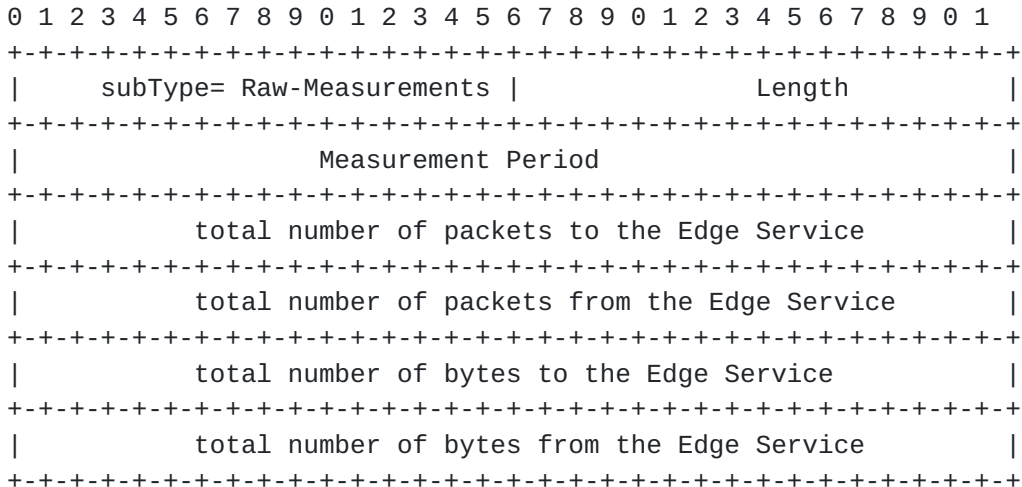 0 1 2 3 4 5 6 7 8 9 0 1 2 3 4 5 6 7 8 9 0 1 2 3 4 5 6 7 8 9 0 1
+-+-+-+-+-+-+-+-+-+-+-+-+-+-+-+-+-+-+-+-+-+-+-+-+-+-+-+-+-+-+-+-+
|     subType= Raw-Measurements |               Length          |
+-+-+-+-+-+-+-+-+-+-+-+-+-+-+-+-+-+-+-+-+-+-+-+-+-+-+-+-+-+-+-+-+
|                   Measurement Period                          |
+-+-+-+-+-+-+-+-+-+-+-+-+-+-+-+-+-+-+-+-+-+-+-+-+-+-+-+-+-+-+-+-+
|           total number of packets to the Edge Service         |
+-+-+-+-+-+-+-+-+-+-+-+-+-+-+-+-+-+-+-+-+-+-+-+-+-+-+-+-+-+-+-+-+
|           total number of packets from the Edge Service       |
+-+-+-+-+-+-+-+-+-+-+-+-+-+-+-+-+-+-+-+-+-+-+-+-+-+-+-+-+-+-+-+-+
|           total number of bytes to the Edge Service           |
+-+-+-+-+-+-+-+-+-+-+-+-+-+-+-+-+-+-+-+-+-+-+-+-+-+-+-+-+-+-+-+-+
|           total number of bytes from the Edge Service         |
+-+-+-+-+-+-+-+-+-+-+-+-+-+-+-+-+-+-+-+-+-+-+-+-+-+-+-+-+-+-+-+-+